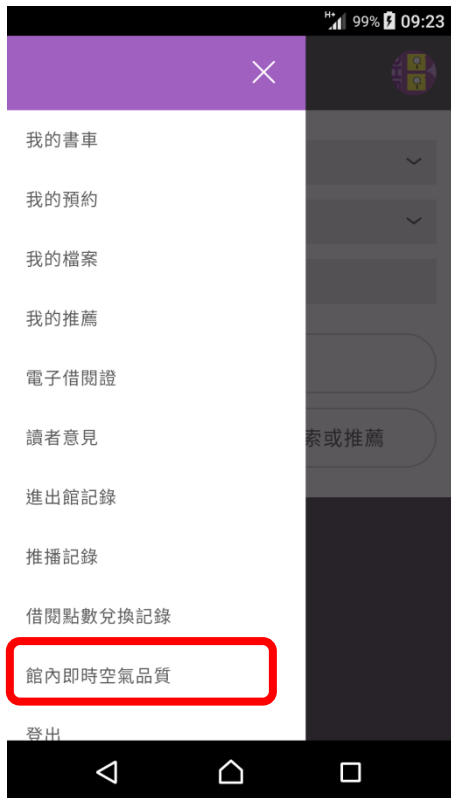 H+ 99% 09:23
我的書車
我的預約
我的檔案
我的推薦
電子借閱證
讀者意見
索或推薦
進出館記錄
推播記錄
借閱點數兌換記錄
館內即時空氣品質
登出